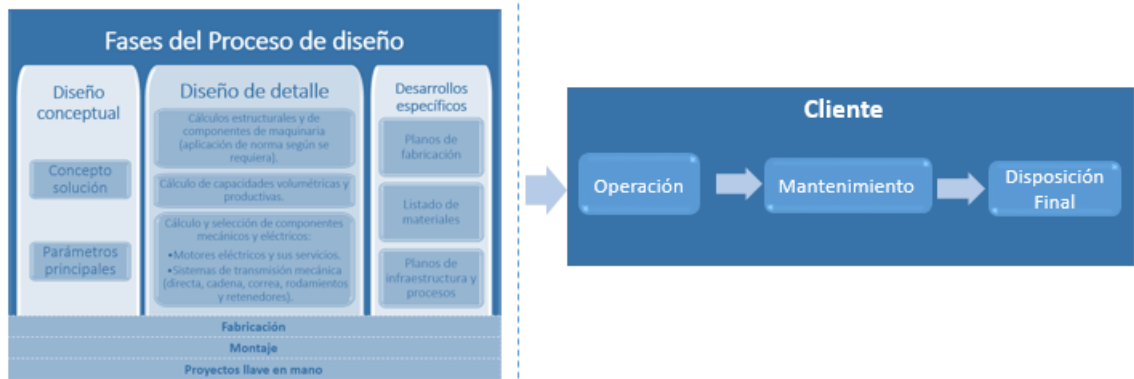 Fases del Proceso de diseño
Diseño
conceptual
Concepto
solución
Parámetros
principales
Diseño de detalle
Cálculos estructurales y de
componentes de maquinaria
(aplicación de norma según se
requiera).
Cálculo de capacidades volumétricas y
productivas.
Cálculo y selección de componentes
mecánicos y eléctricos:
•Motores eléctricos y sus servicios.
•Sistemas de transmisión mecánica
(directa, cadena, correa, rodamientos
y retenedores).
Desarrollos
específicos
Planos de
fabricación
Listado de
materiales
Planos de
infraestructura y
procesos
Fabricación
Montaje
Proyectos llave en mano
Cliente
Operación
Mantenimiento
Disposición
Final